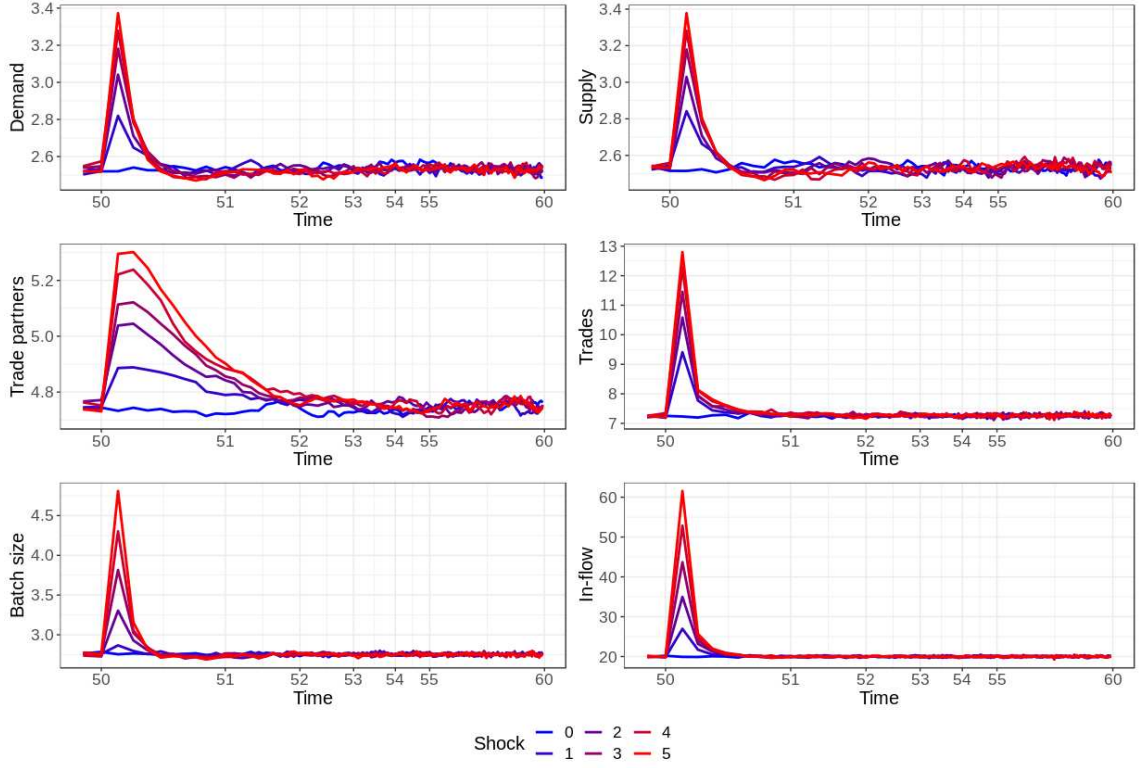 3.4
3.2
3.0
2.8
2.6
Demand
50 51 52 53 54 55 60
Time
3.4
3.2
3.0
2.8
2.6
Supply
50 51 52 53 54 55 60
Time
5.2
5.0
4.8
Trade partners
50 51 52 53 54 55 60
Time
13
12
11
10
9
8
7
Trades
50 51 52 53 54 55 60
Time
4.5
4.0
3.5
3.0
Batch size
50 51 52 53 54 55 60
Time
60
50
40
30
20
In-flow
50 51 52 53 54 55 60
Time
Shock
0 2 4
1 3 5